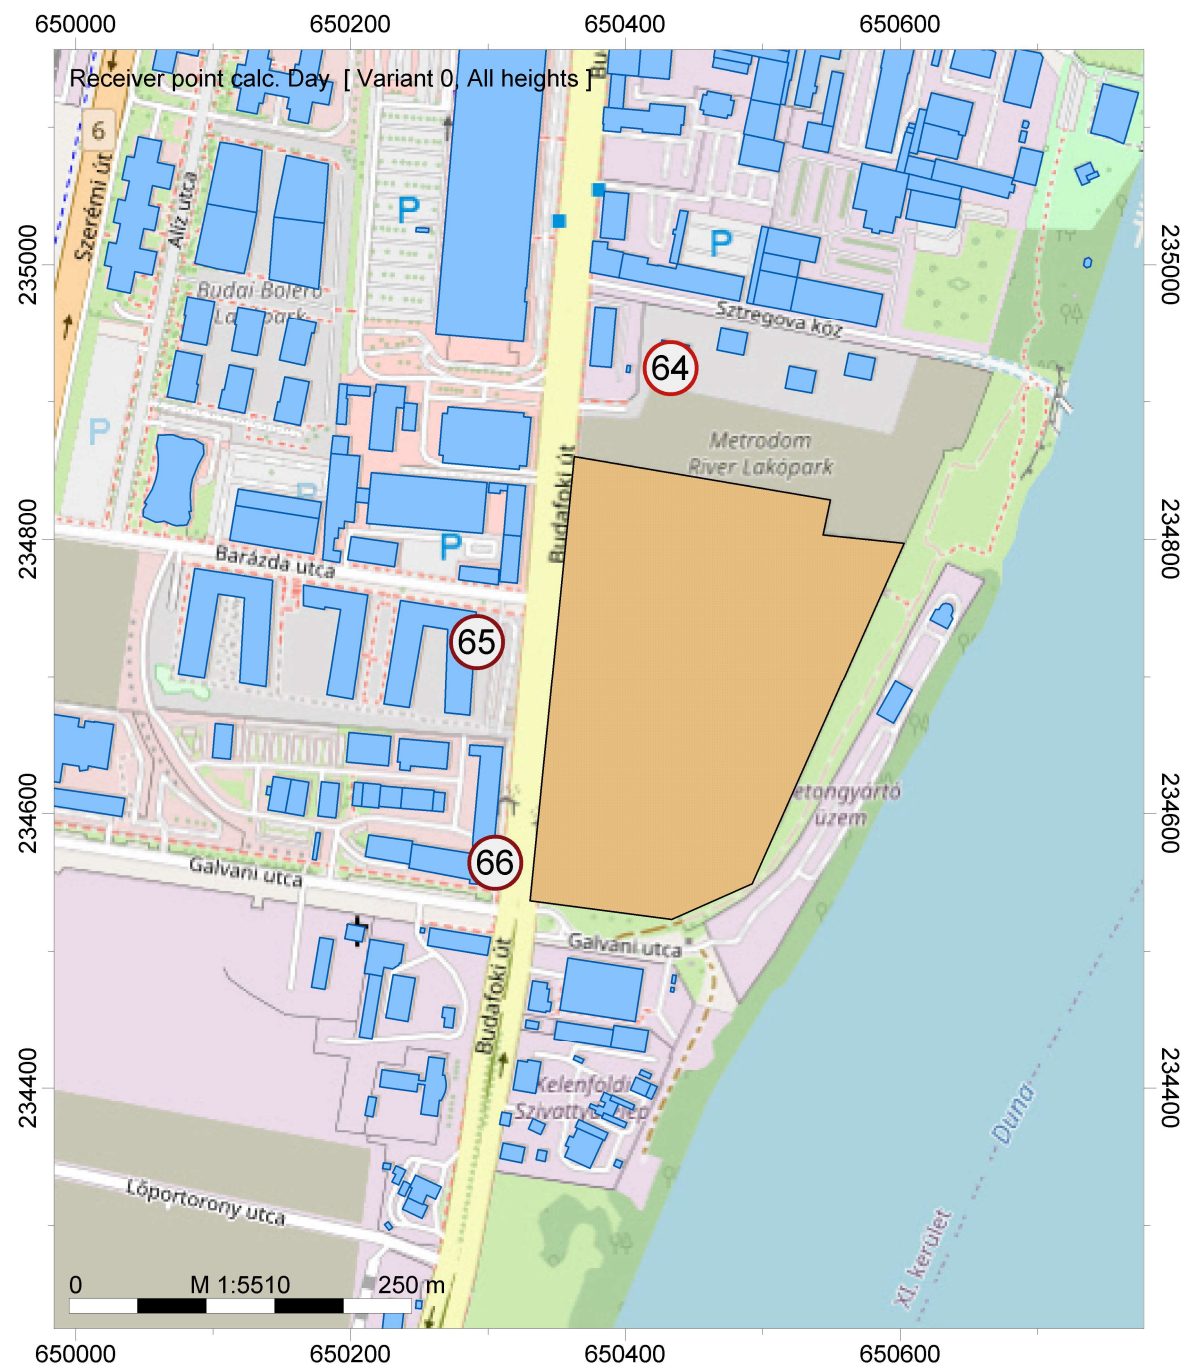 650000 650200 650400 650600
Receiver point calc. Day [ Variant 0, All heights ]
Bu
6
Szerémi út
Alíz utca
P
P
235000
235000
Budai Bolero
Lakópark
Sztregova köz
64
P
Metrodom
River Lakópark
P
Budafoki út
234800
P
234800
Barázda utca
65
etongyártó
üzem
234600
234600
66
Galvani utca
Galvani utca
Budafoki út
234400
Kelenföldi
Szivattyútelep
234400
Duna
Lőportorony utca
XI. kerület
0 M 1:5510 250 m
650000 650200 650400 650600